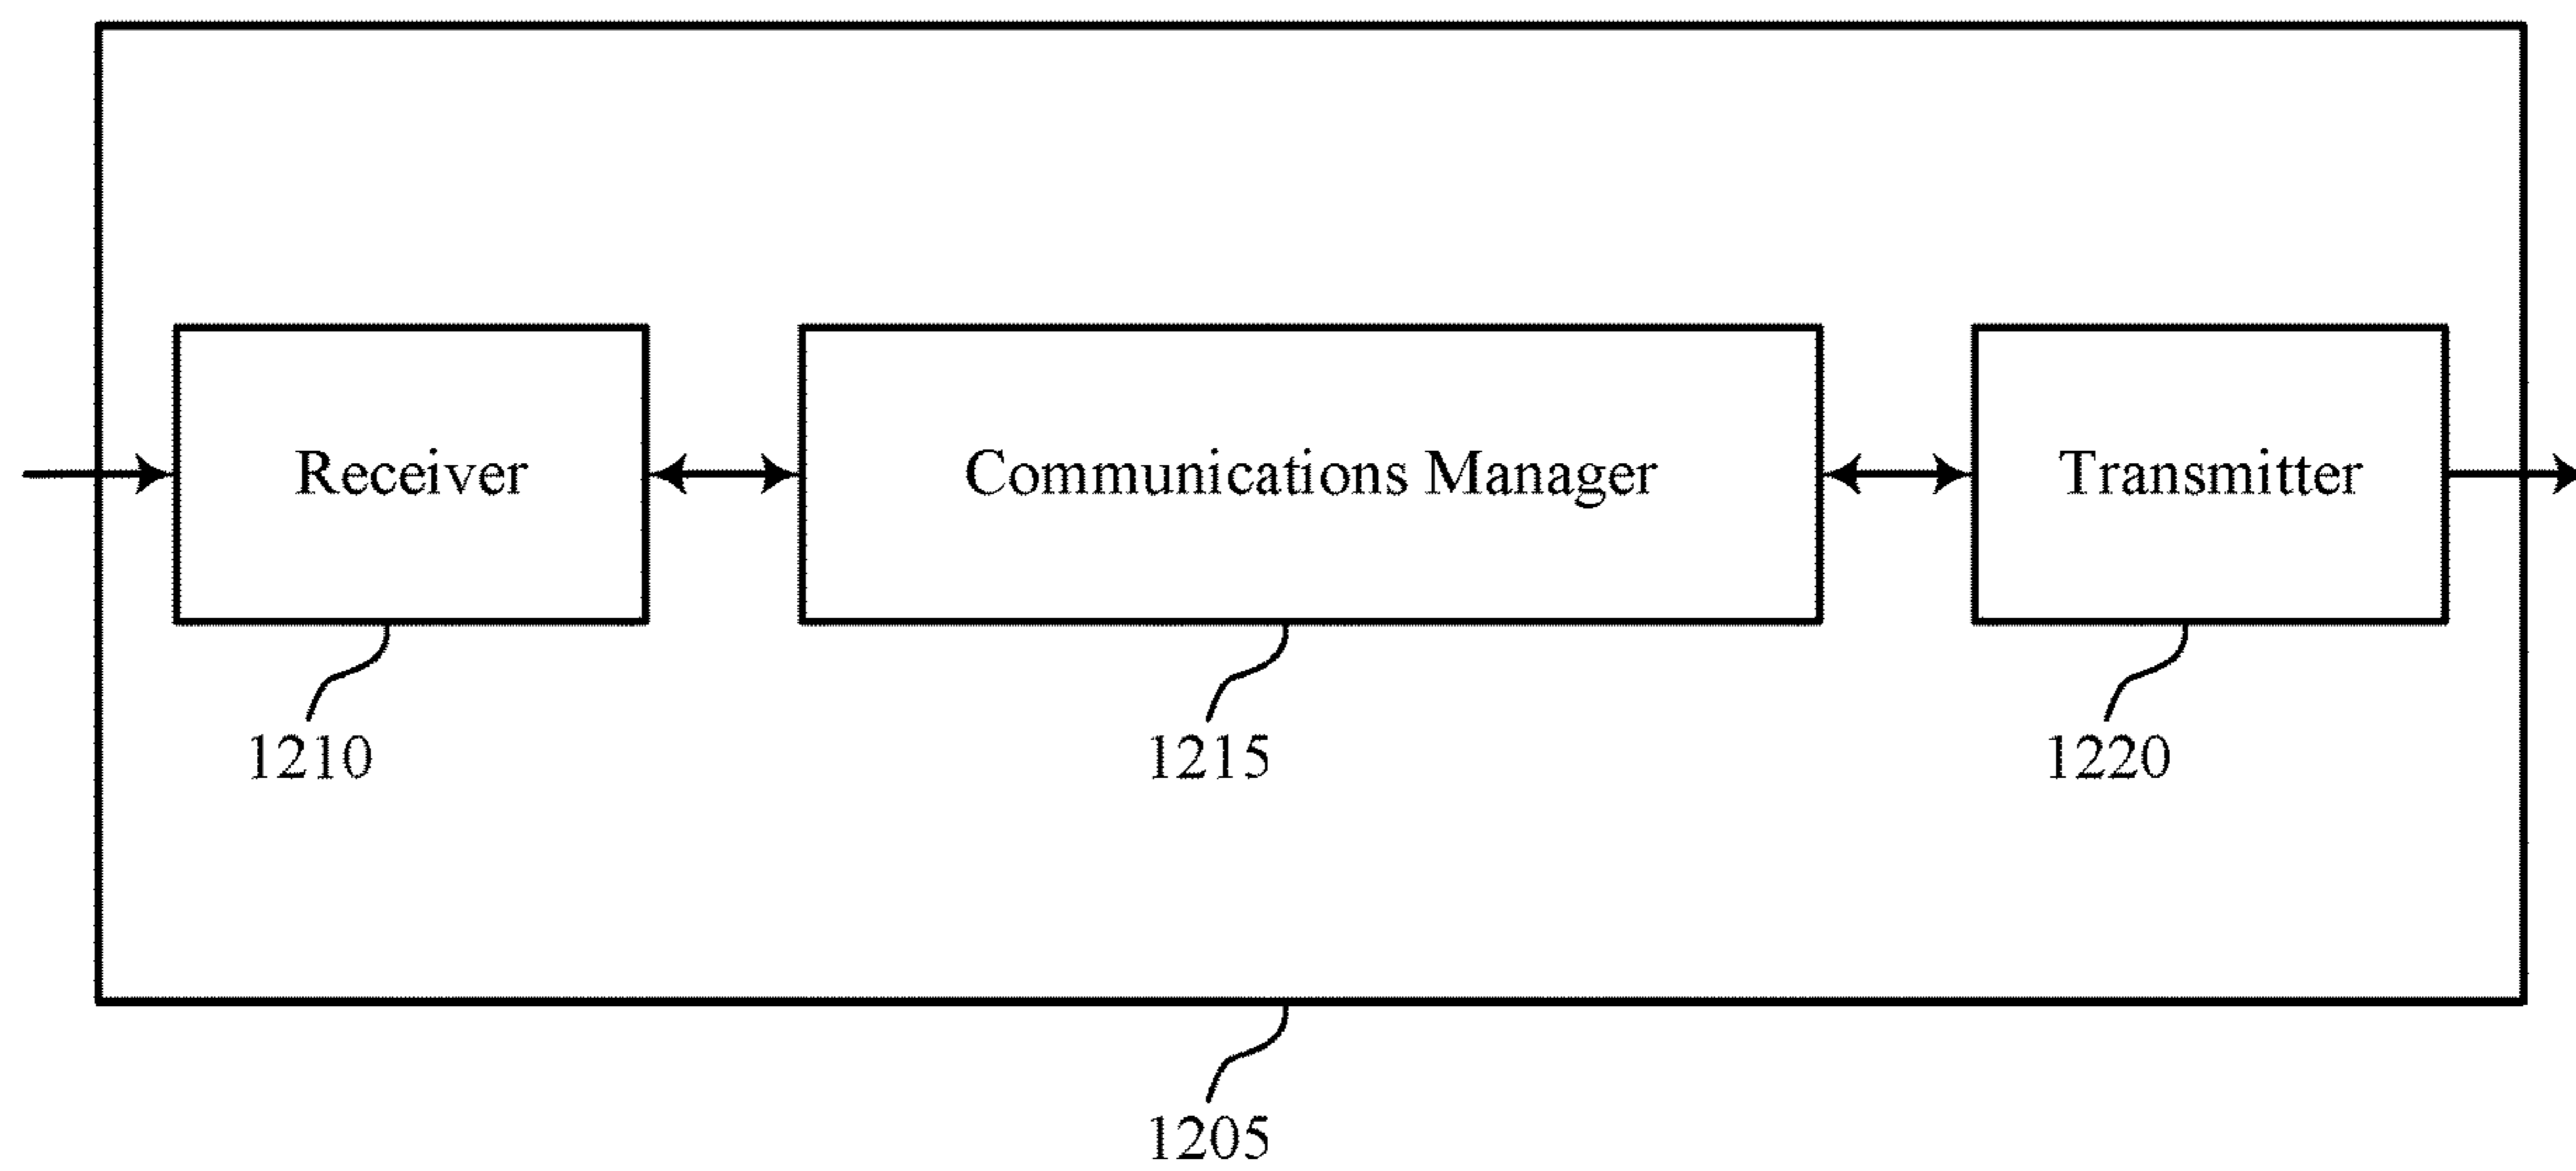 Receiver
Communications Manager
Transmitter
1210
1215
1220
1205